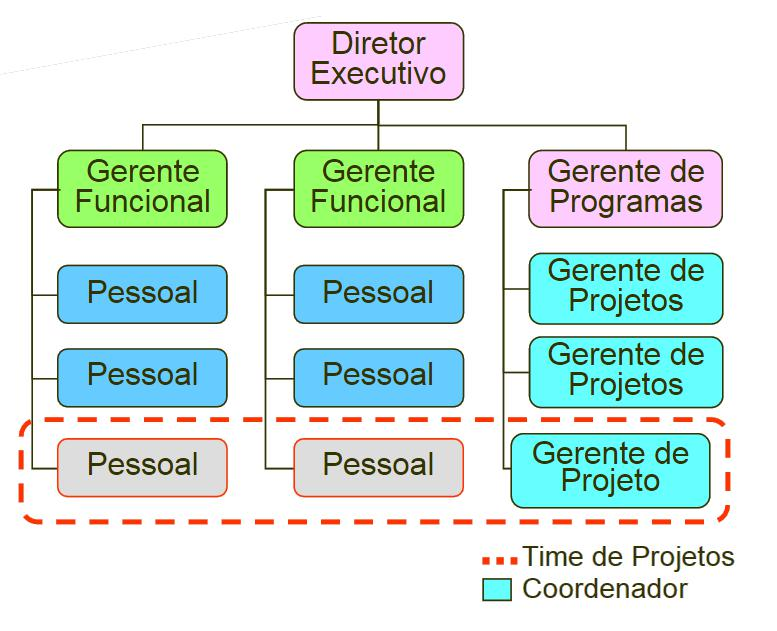 Diretor
Executivo
Gerente
Funcional
Gerente
Funcional
Gerente de
Programas
Pessoal
Pessoal
Gerente de
Projetos
Pessoal
Pessoal
Gerente de
Projetos
Pessoal
Pessoal
Gerente de
Projeto
Time de Projetos
Coordenador